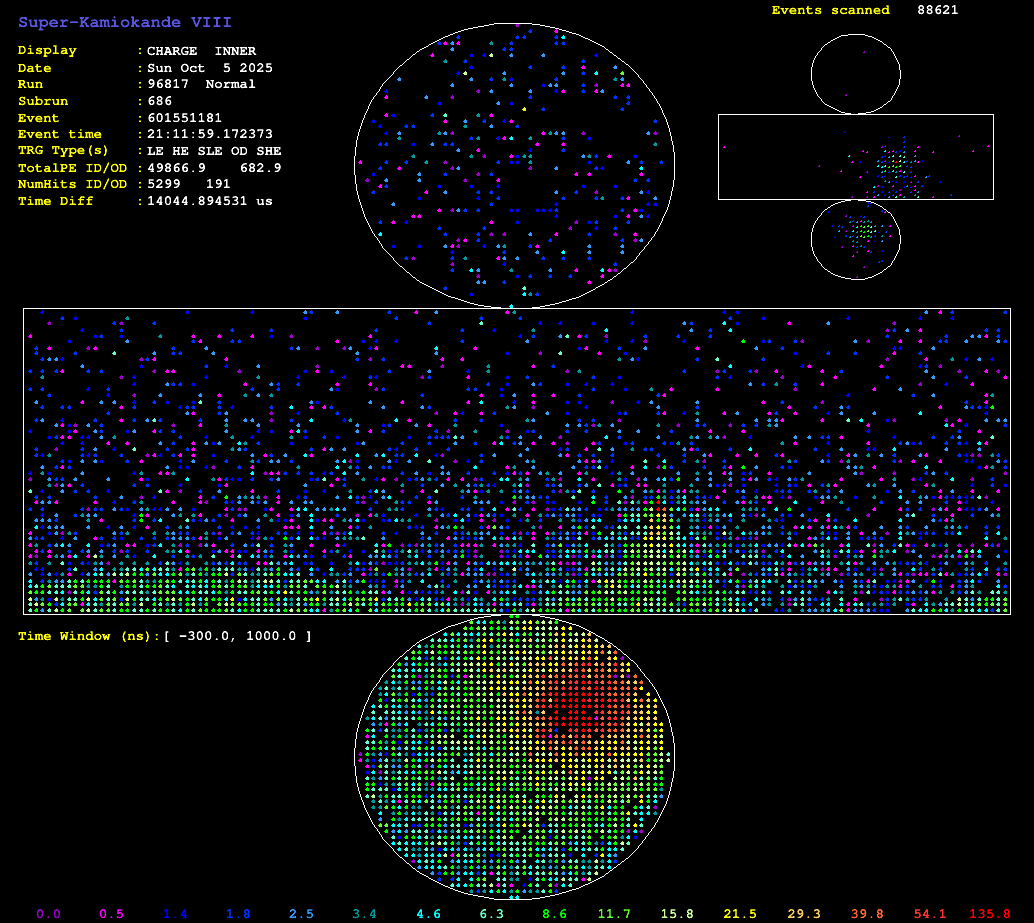 Super-Kamiokande VIII
Events scanned 88621
Display : CHARGE INNER
Date : Sun Oct 5 2025
Run : 96817 Normal
Subrun : 686
Event : 601551181
Event time : 21:11:59.172373
TRG Type(s) : LE HE SLE OD SHE
TotalPE ID/OD : 49866.9 682.9
NumHits ID/OD : 5299 191
Time Diff : 14044.894531 us
Time Window (ns):[ -300.0, 1000.0 ]
0.0 0.5 1.4 1.8 2.5 3.4 4.6 6.3 8.6 11.7 15.8 21.5 29.3 39.8 54.1 135.8